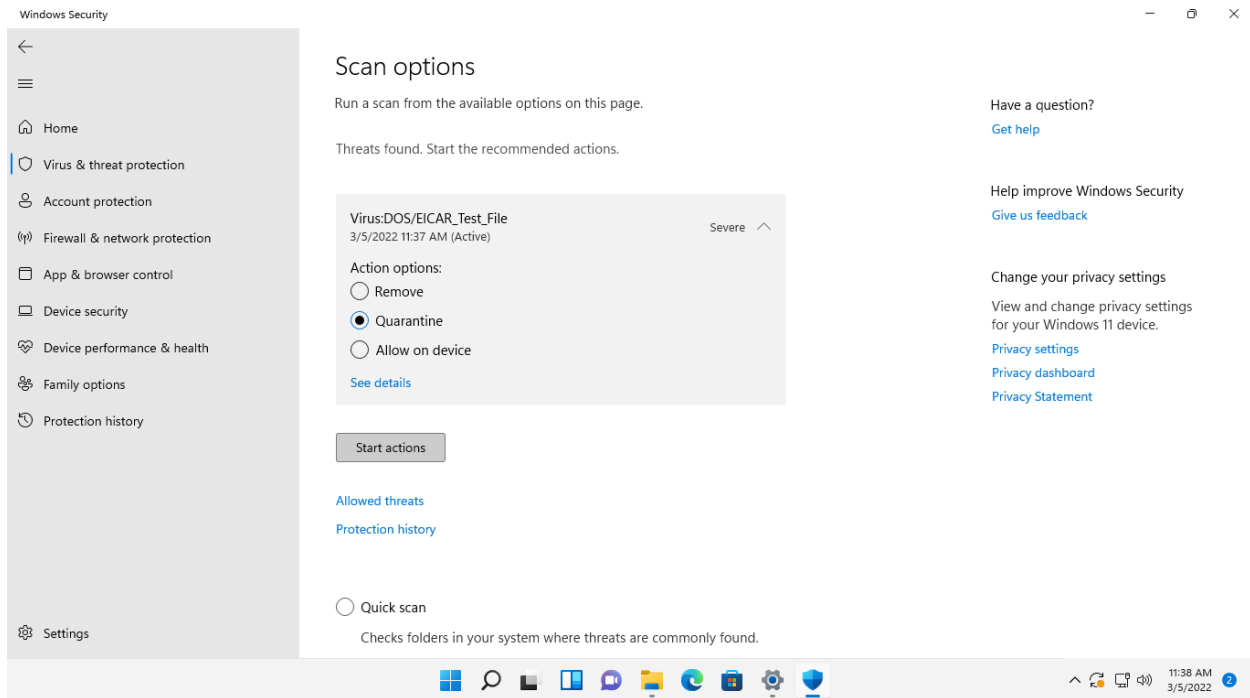 Windows Security
Home
Virus & threat protection
Account protection
Firewall & network protection
App & browser control
Device security
Device performance & health
Family options
Protection history
Settings
Scan options
Run a scan from the available options on this page.
Threats found. Start the recommended actions.
Virus:DOS/EICAR_Test_File
3/5/2022 11:37 AM (Active)
Severe
Action options:
Remove
Quarantine
Allow on device
See details
Start actions
Allowed threats
Protection history
Quick scan
Checks folders in your system where threats are commonly found.
Have a question?
Get help
Help improve Windows Security
Give us feedback
Change your privacy settings
View and change privacy settings
for your Windows 11 device.
Privacy settings
Privacy dashboard
Privacy Statement
11:38 AM
3/5/2022
2